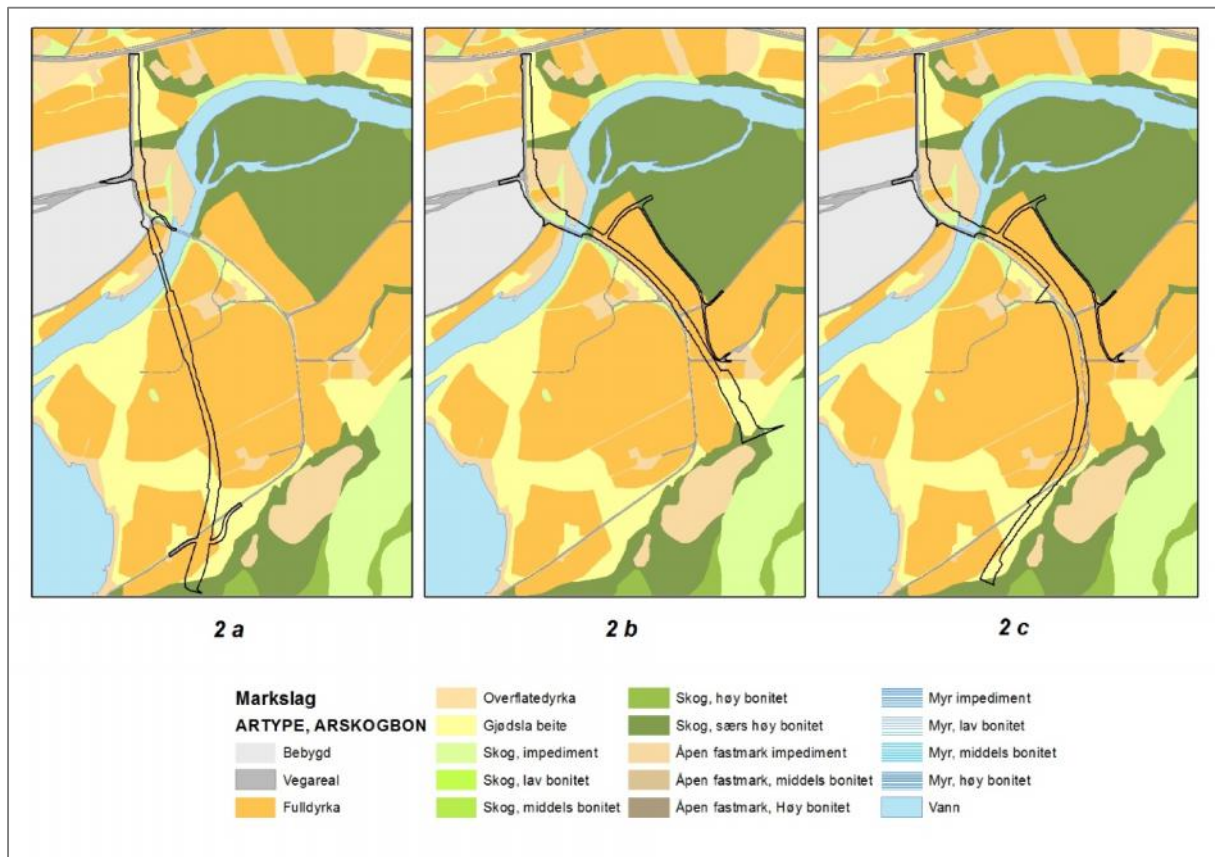 2 a
2 b
2 c
Markslag
ARTYPE, ARSKOGBON
Bebygd
Vegareal
Fulldyrka
Overflatedyrka
Gjødsla beite
Skog, impediment
Skog, lav bonitet
Skog, middels bonitet
Skog, høy bonitet
Skog, særs høy bonitet
Åpen fastmark impediment
Åpen fastmark, middels bonitet
Åpen fastmark, Høy bonitet
Myr impediment
Myr, lav bonitet
Myr, middels bonitet
Myr, høy bonitet
Vann